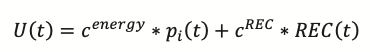 U(t) = c^energy * p_i(t) + c^REC * REC(t)